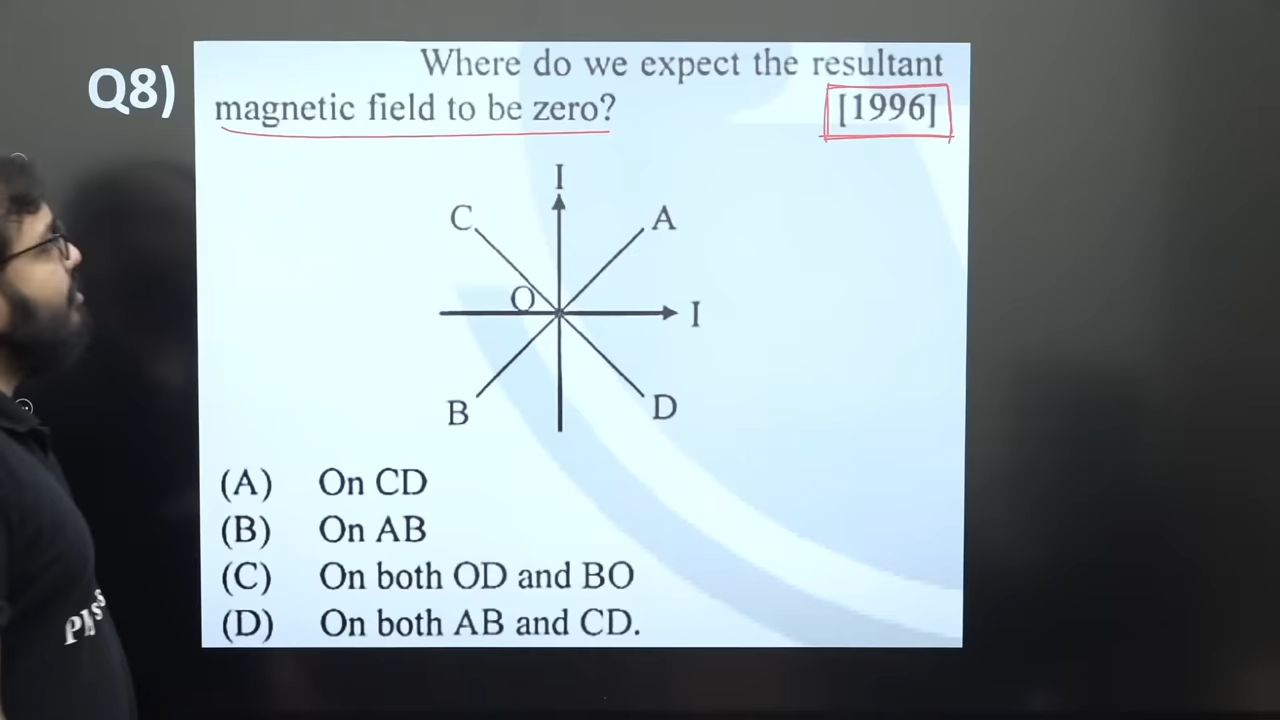 Q8)
Where do we expect the resultant
magnetic field to be zero?
[1996]
I
C
A
O
I
B
D
(A) On CD
(B) On AB
(C) On both OD and BO
(D) On both AB and CD.